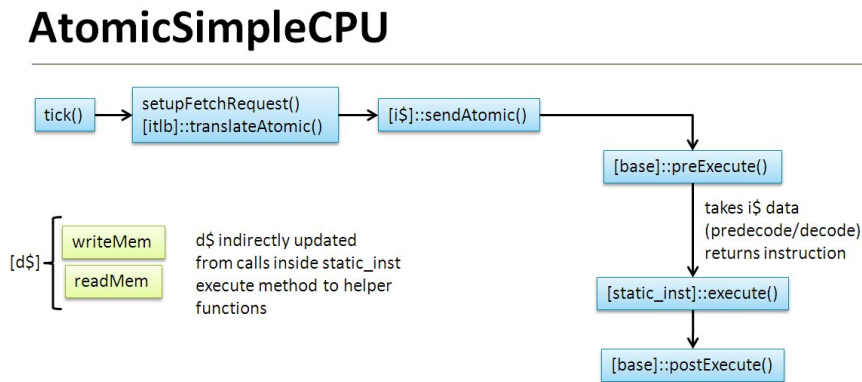 AtomicSimpleCPU
tick()
setupFetchRequest()
[itlb]::translateAtomic()
[i$]::sendAtomic()
[base]::preExecute()
takes i$ data
(predecode/decode)
returns instruction
[static_inst]::execute()
[base]::postExecute()
[d$]
writeMem
readMem
d$ indirectly updated
from calls inside static_inst
execute method to helper
functions